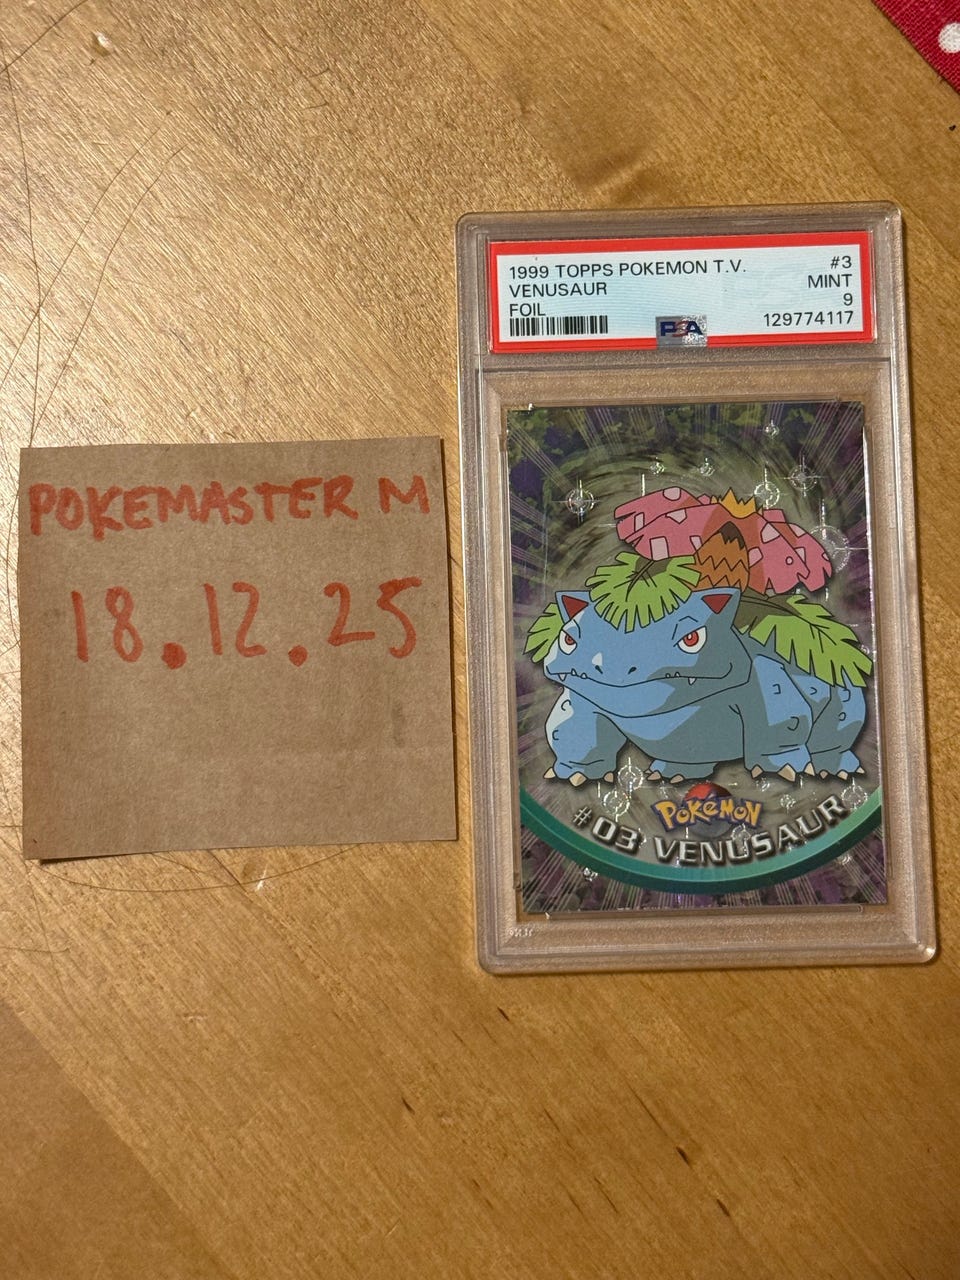 POKEMASTER M
18.12.25
1999 TOPPS POKEMON T.V. #3
VENUSAUR MINT
FOIL 9
PSA 129774117
POKéMON
#03 VENUSAUR